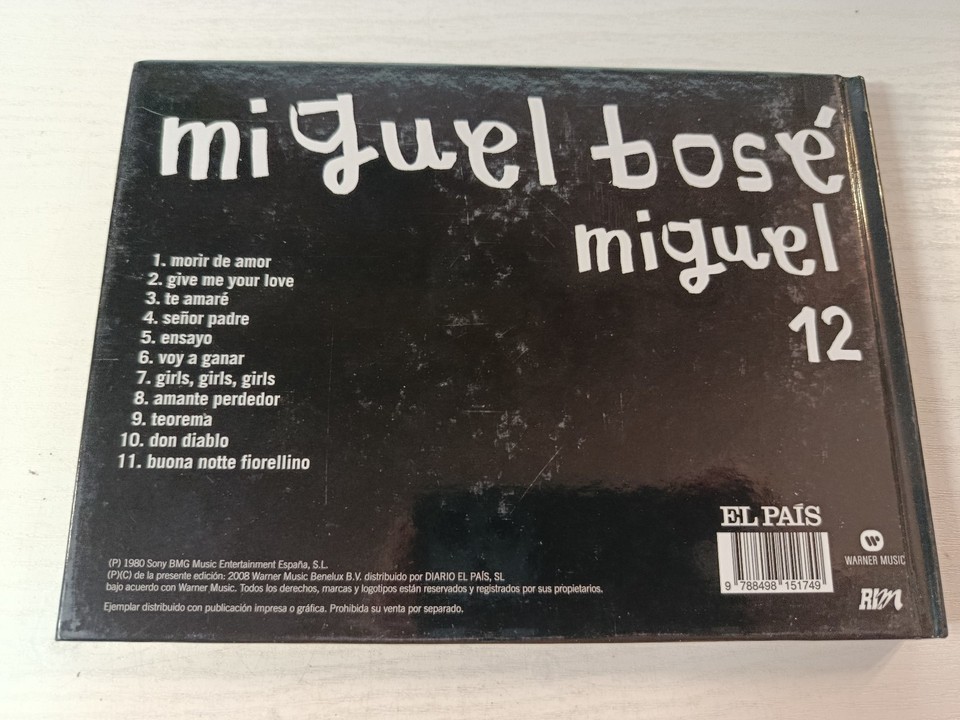 miguel bosé
miguel
12
1. morir de amor
2. give me your love
3. te amaré
4. señor padre
5. ensayo
6. voy a ganar
7. girls, girls, girls
8. amante perdedor
9. teorema
10. don diablo
11. buona notte fiorellino
(P) 1980 Sony BMG Music Entertainment España, S.L.
(P)(C) de la presente edición: 2008 Warner Music Benelux B.V. distribuido por DIARIO EL PAÍS, SL
bajo acuerdo con Warner Music. Todos los derechos, marcas y logotipos están reservados y registrados por sus propietarios.
Ejemplar distribuido con publicación impresa o gráfica. Prohibida su venta por separado.
EL PAÍS
9 788498 151749
WARNER MUSIC